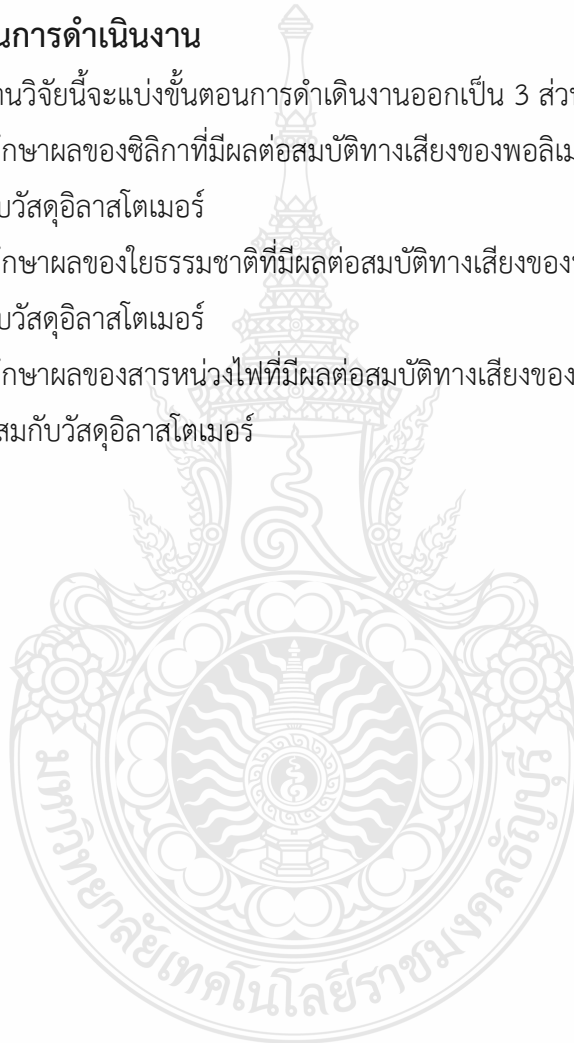 นการดำเนินงาน
านวิจัยนี้จะแบ่งขั้นตอนการดำเดินงานออกเป็น 3 ส่วน
กษาผลของซิลิกาที่มีผลต่อสมบัติทางเสียงของพอลิเม
บวัสดุอิลาสโตเมอร์
กษาผลของใยธรรมชาติที่มีผลต่อสมบัติทางเสียงของ
บวัสดุอิลาสโตเมอร์
กษาผลของสารหน่วงไฟที่มีผลต่อสมบัติทางเสียงของ
สมกับวัสดุอิลาสโตเมอร์
มหาวิทยาลัยเทคโนโลยีราชมงคลธัญบุรี